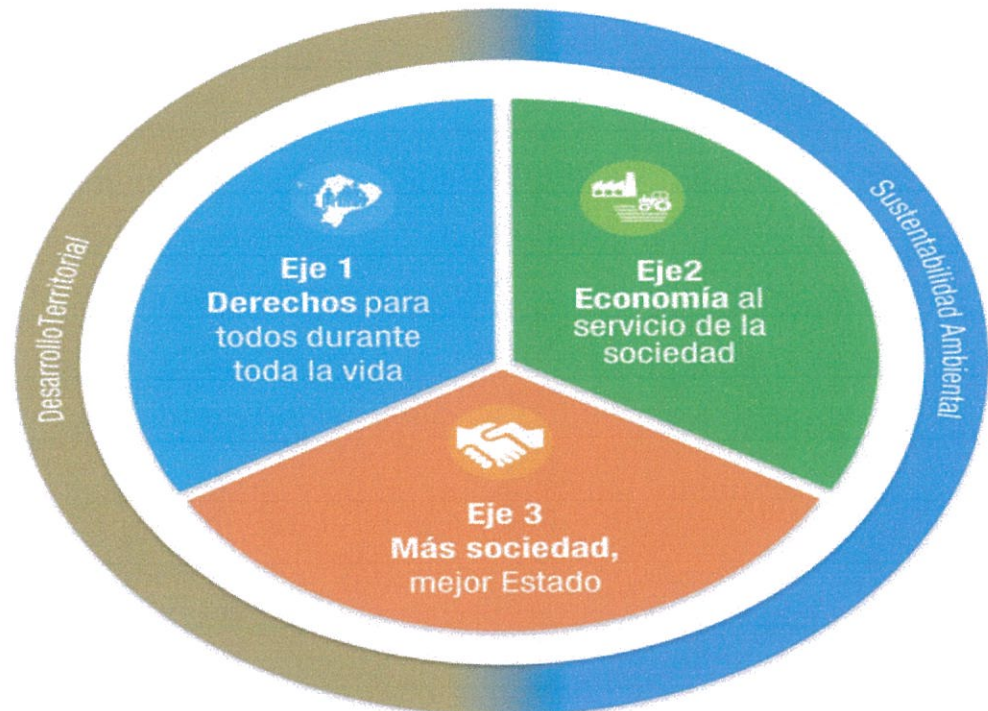 Eje 1
Derechos para
todos durante
toda la vida
Eje2
Economía al
servicio de la
sociedad
Eje 3
Más sociedad,
mejor Estado
DesarrolloTerritorial
Sustentabilidad Ambiental